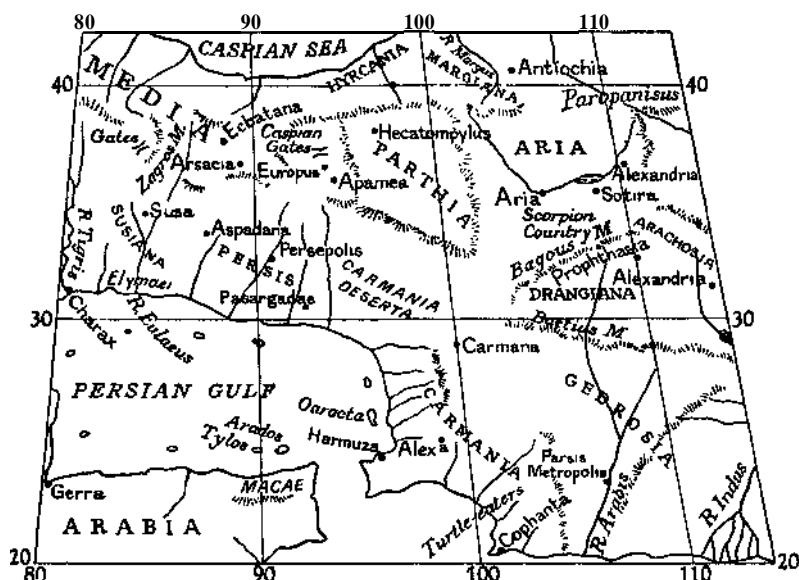 80
90
100
110
CASPIAN SEA
HYRCANIA
R Margus
MARGIANA
Antiochia
40
40
MEDIA
Paropanisus
Gates
Zagros M
Ecbatana
Caspian
Gates
Hecatompylus
ARIA
Arsacia
Europus
Apamea
PARTHIA
Alexandria
Aria
Sotira
Scorpion
Country
R Tigris
SUSIANA
Susa
Aspadana
Bagous M
ARACHOSIA
Prophthasia
Elymaei
PERSIS
Persepolis
Pasargadae
CARMANIA
DESERTA
DRANGIANA
Alexandria
Charax
R Eulaeus
30
30
Bettius M
Carmana
PERSIAN GULF
GEDROSIA
CARMANIA
Oaracta
Arados
Tylos
Harmuza
Alex
Parsis
Metropolis
Gerra
MACAE
ARABIA
Turtle-eaters
Cophanta
R Arabis
R Indus
20
20
80
90
100
110